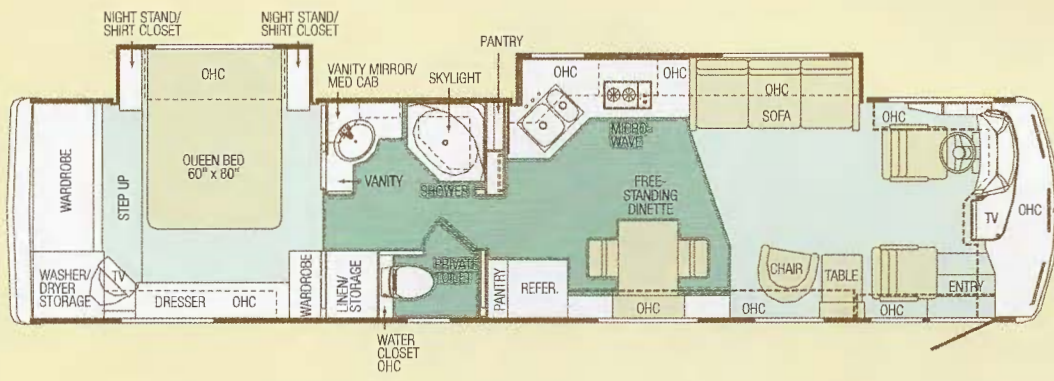 NIGHT STAND/
SHIRT CLOSET
NIGHT STAND/
SHIRT CLOSET
PANTRY
OHC
VANITY MIRROR/
MED CAB
SKYLIGHT
OHC
OHC
OHC
SOFA
OHC
MICRO-
WAVE
WARDROBE
STEP UP
QUEEN BED
60" x 80"
VANITY
SHOWER
FREE-
STANDING
DINETTE
TV
OHC
WASHER/
DRYER
STORAGE
TV
DRESSER
OHC
WARDROBE
LINEN/
STORAGE
PRIVATE
TOILET
PANTRY
REFER.
OHC
CHAIR
TABLE
OHC
OHC
ENTRY
WATER
CLOSET
OHC